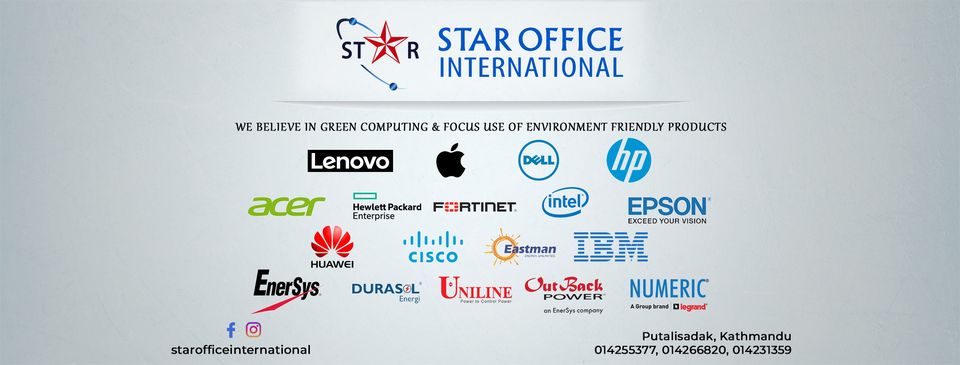 ST R
STAR OFFICE
INTERNATIONAL
WE BELIEVE IN GREEN COMPUTING & FOCUS USE OF ENVIRONMENT FRIENDLY PRODUCTS
Lenovo
DELL
hp
acer
Hewlett Packard
Enterprise
FORTINET
intel
EPSON
EXCEED YOUR VISION
HUAWEI
CISCO
Eastman
ENERGY UNLIMITED
IBM
EnerSys
DURASOL
Energi
UNILINE
Power to Control Power
OutBack
POWER
an EnerSys company
NUMERIC
A Group brand legrand
starofficeinternational
Putalisadak, Kathmandu
014255377, 014266820, 014231359